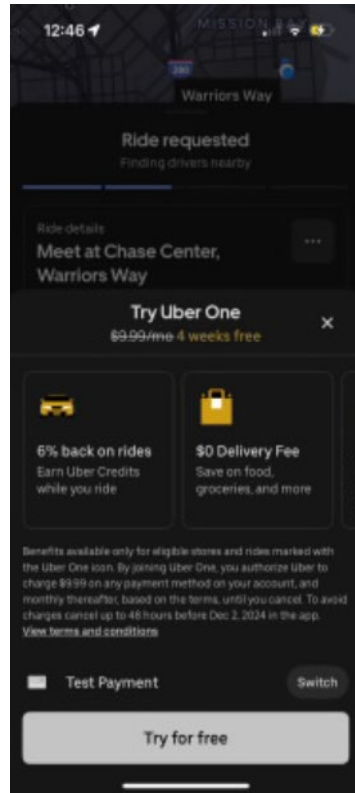 MISSION BAY
12:46
280
Warriors Way
Ride requested
Finding drivers nearby
Ride details
Meet at Chase Center,
Warriors Way
Try Uber One
$9.99/mo 4 weeks free
6% back on rides
Earn Uber Credits
while you ride
$0 Delivery Fee
Save on food,
groceries, and more
Benefits available only for eligible stores and rides marked with
the Uber One icon. By joining Uber One, you authorize Uber to
charge $9.99 on any payment method on your account, and
monthly thereafter, based on the terms, until you cancel. To avoid
charges cancel up to 48 hours before Dec 2, 2024 in the app.
View terms and conditions
Test Payment
Switch
Try for free